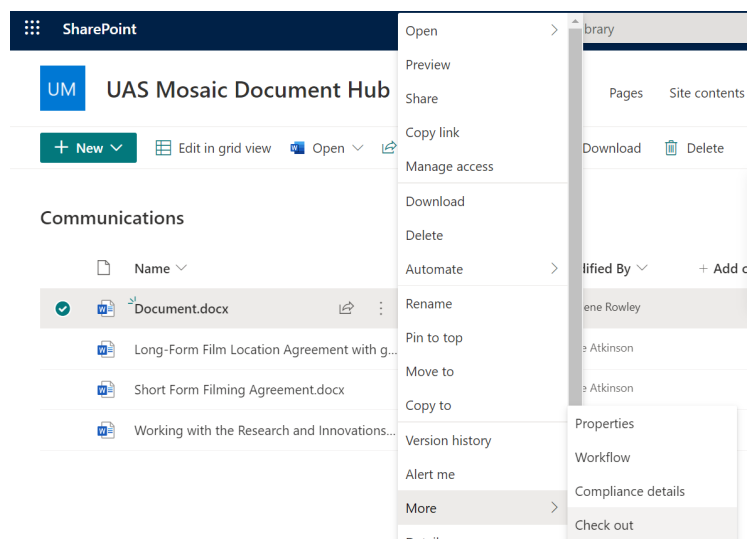 SharePoint
brary
UM
UAS Mosaic Document Hub
Pages
Site contents
+ New
Edit in grid view
Open
Download
Delete
Communications
Name
dified By
+ Add c
Document.docx
ene Rowley
Long-Form Film Location Agreement with g...
e Atkinson
Short Form Filming Agreement.docx
e Atkinson
Working with the Research and Innovations...
Open
Preview
Share
Copy link
Manage access
Download
Delete
Automate
Rename
Pin to top
Move to
Copy to
Version history
Alert me
More
Properties
Workflow
Compliance details
Check out